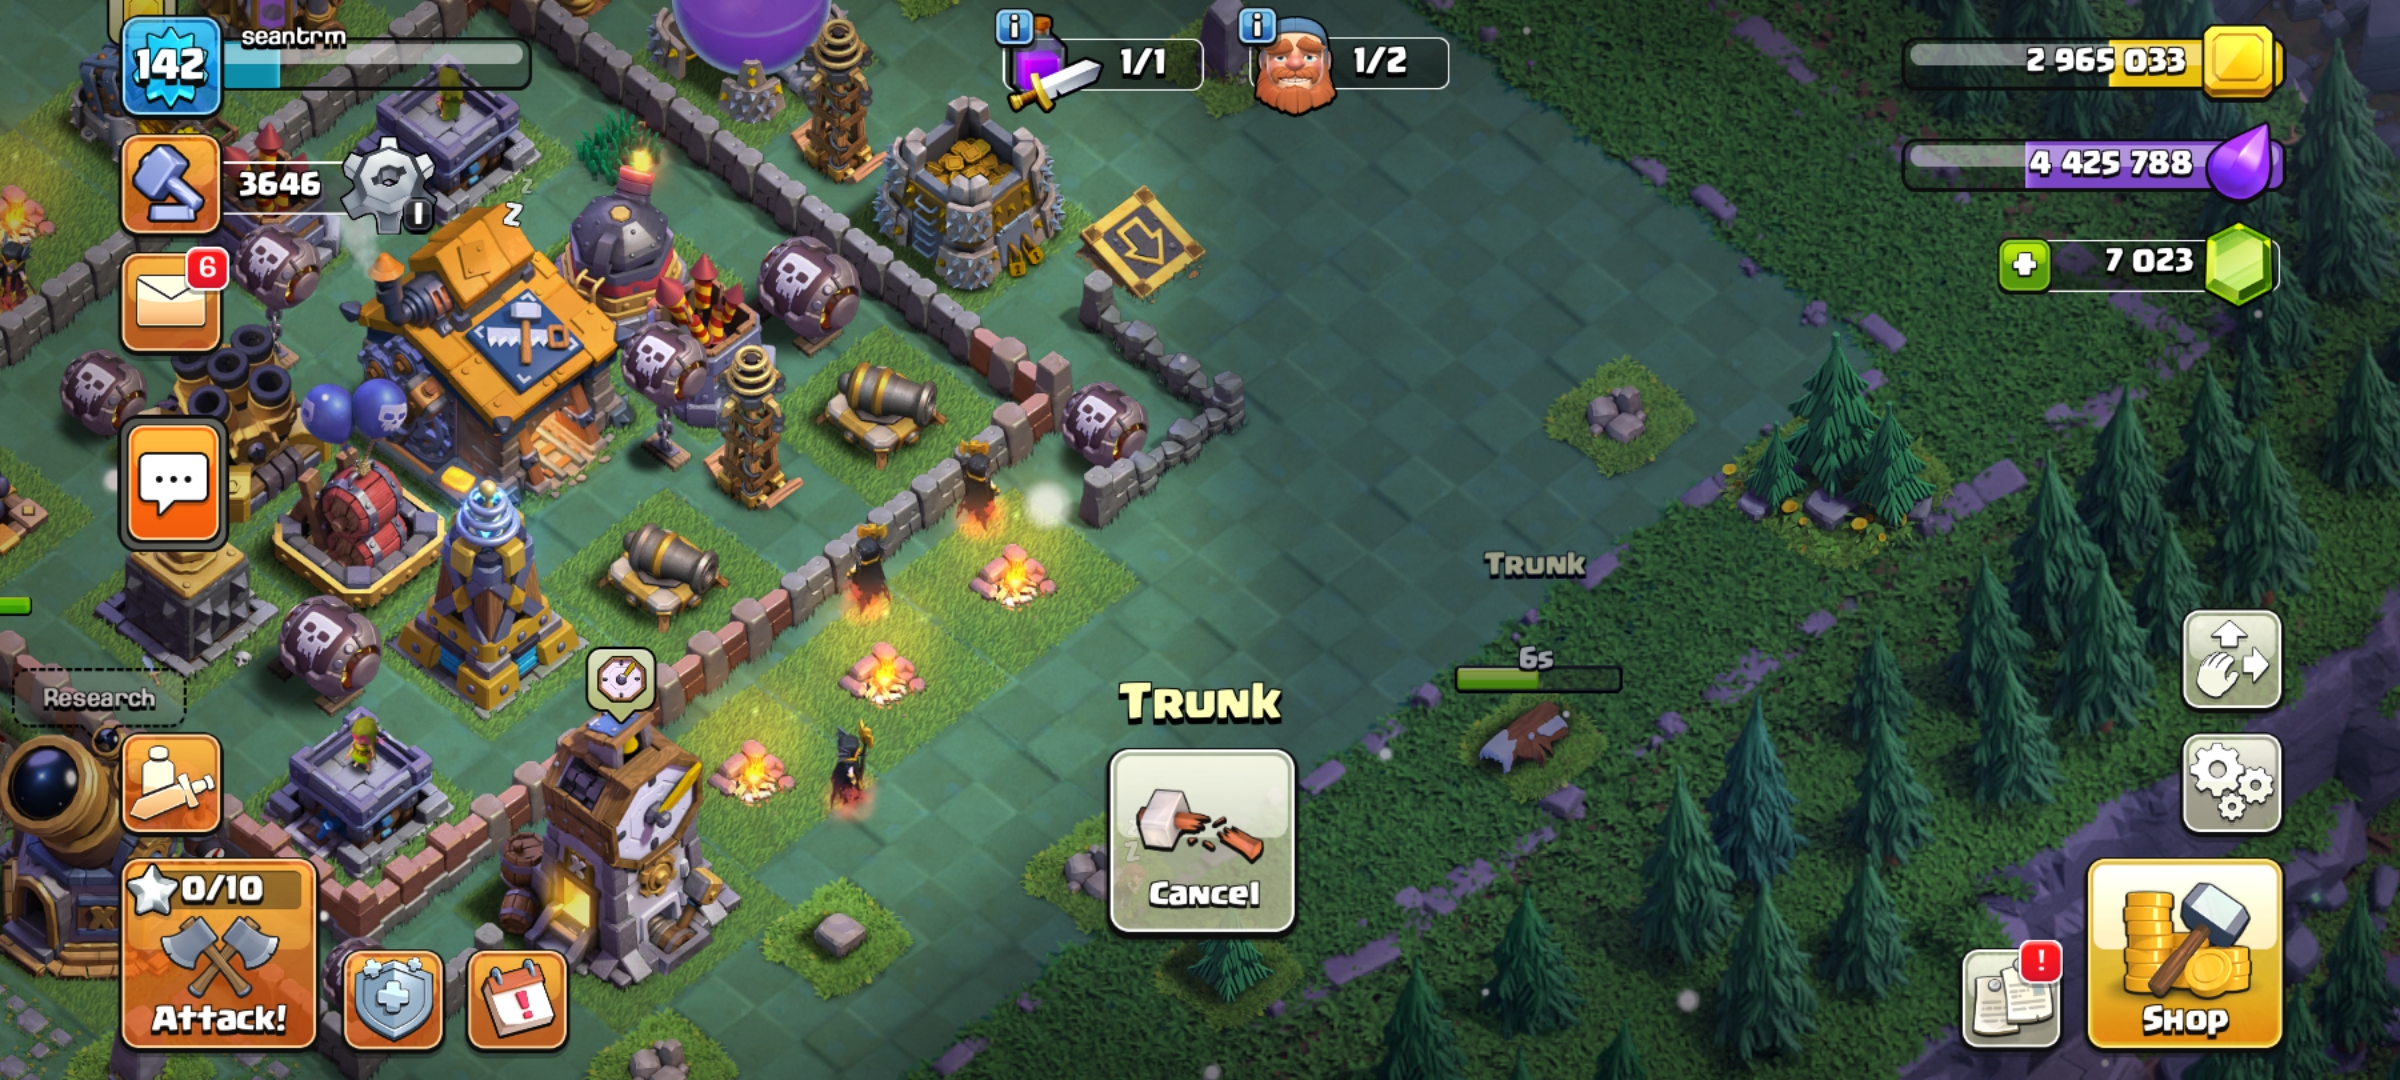 142
seantrm
1/1
1/2
2 965 033
3646
I
4 425 788
6
7 023
Trunk
6s
Research
Trunk
Cancel
0/10
Attack!
!
!
Shop